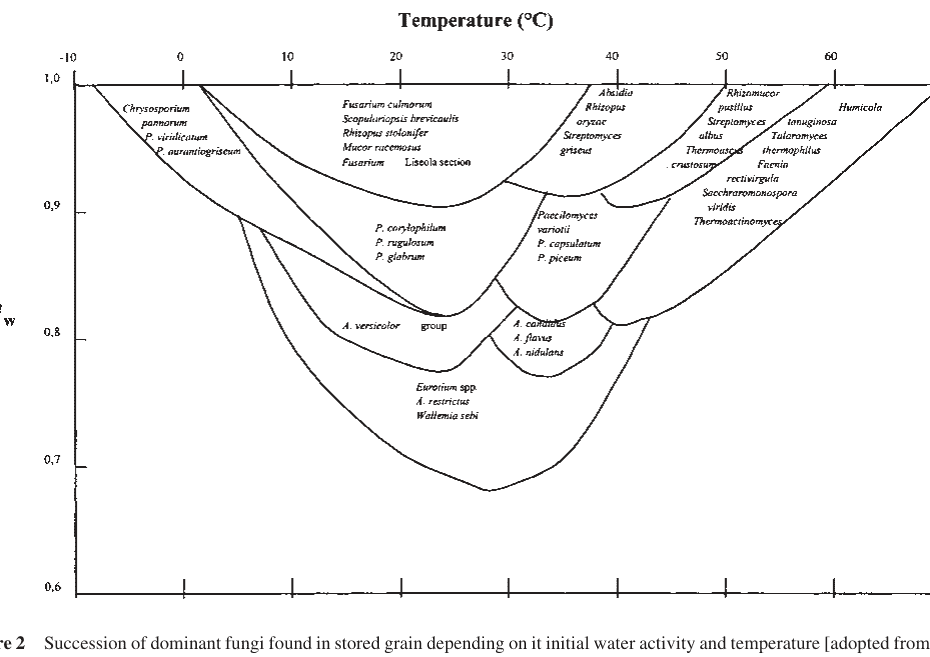 Temperature (°C)
-10 0 10 20 30 40 50 60
1,0
Chrysosporium
pannorum
P. viridicatum
P. aurantiogriseum
Fusarium culmorum
Scopulariopsis brevicaulis
Rhizopus stolonifer
Mucor racemosus
Fusarium Liseola section
Absidia
Rhizopus
oryzae
Streptomyces
griseus
Rhizomucor
pusillus
Streptomyces
albus
Thermoascus
crustosum
Humicola
lanuginosa
Talaromyces
thermophilus
Faenia
rectivirgula
Saccharomonospora
viridis
Thermoactinomyces
0,9
P. corylophilum
P. rugulosum
P. glabrum
Paecilomyces
variotii
P. capsulatum
P. piceum
w
0,8
A. versicolor group
A. candidus
A. flavus
A. nidulans
Eurotium spp.
A. restrictus
Wallemia sebi
0,7
0,6
re 2 Succession of dominant fungi found in stored grain depending on it initial water activity and temperature [adopted from